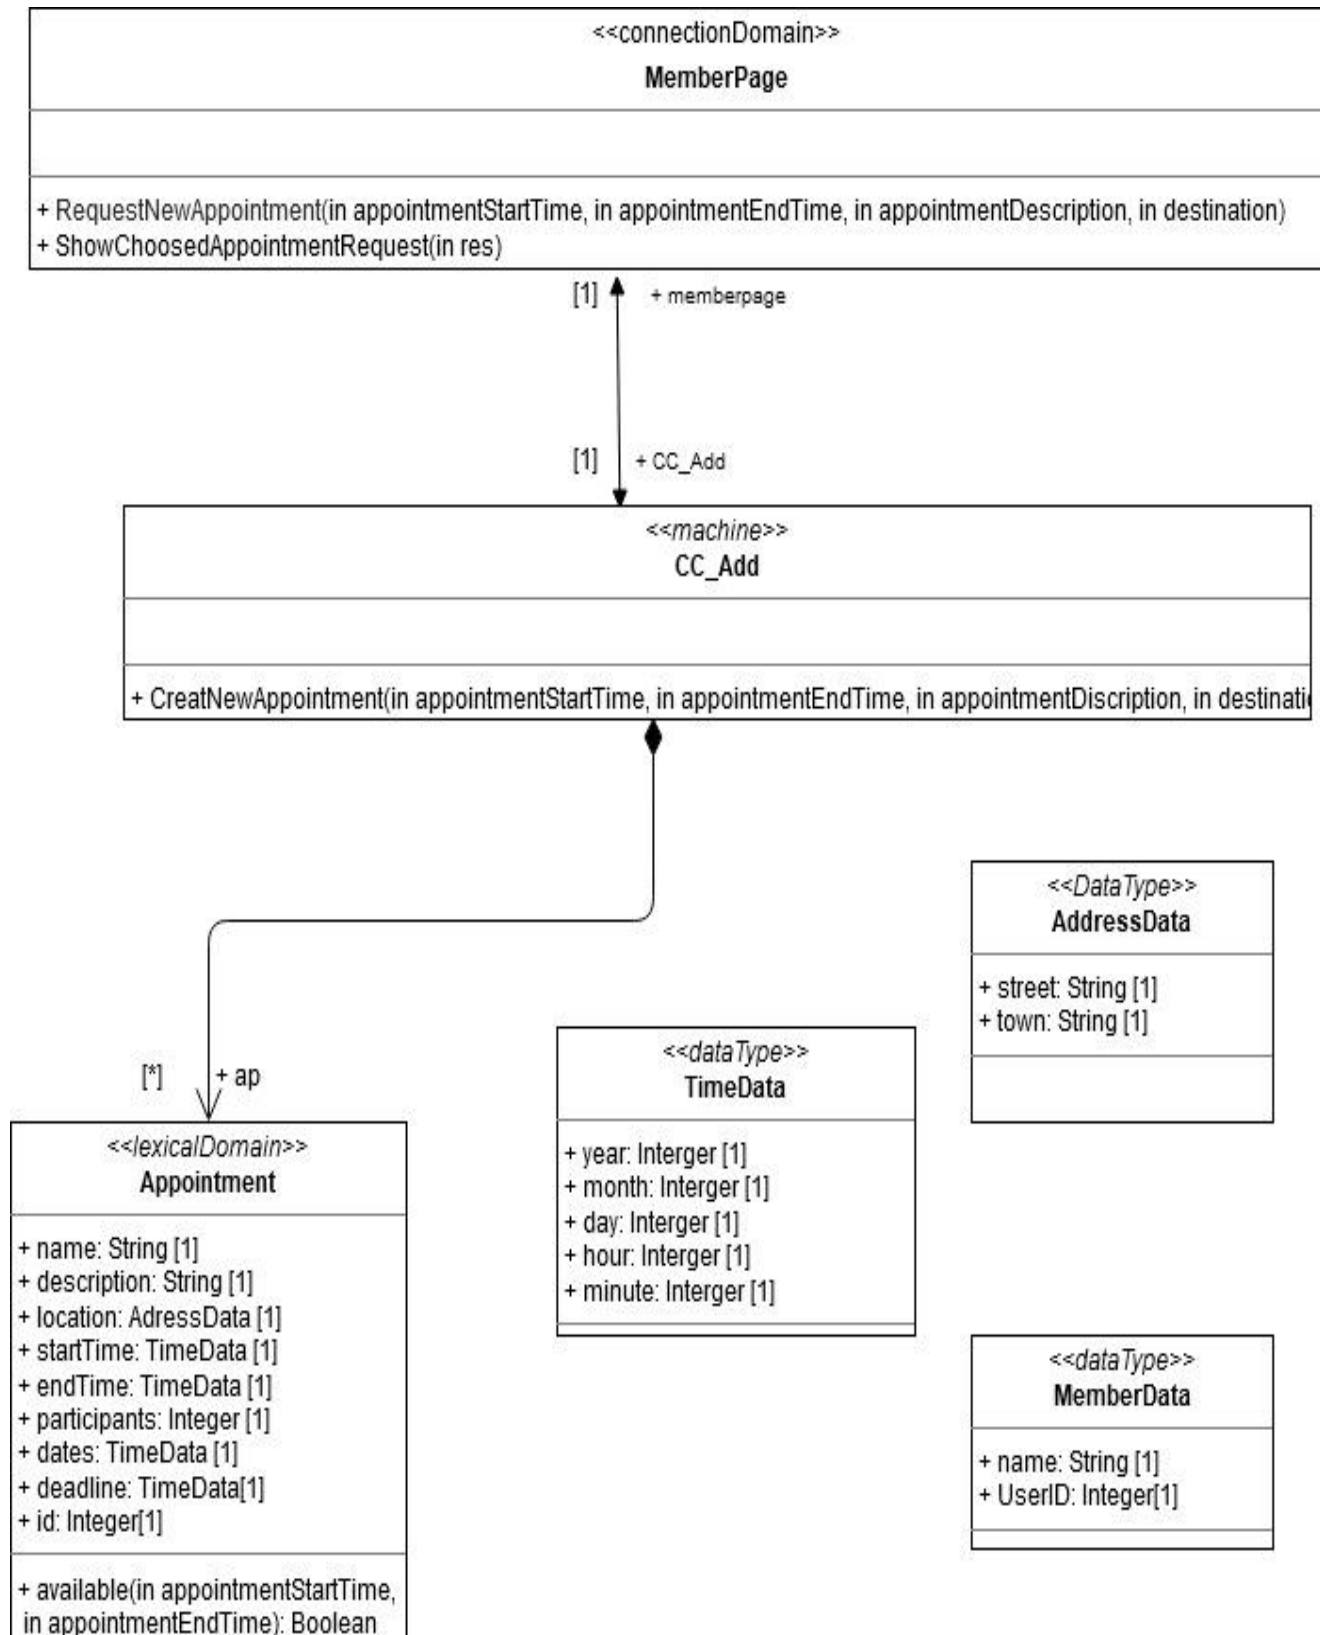 <<connectionDomain>>
MemberPage
+ RequestNewAppointment(in appointmentStartTime, in appointmentEndTime, in appointmentDescription, in destination)
+ ShowChoosedAppointmentRequest(in res)
[1]
+ memberpage
[1]
+ CC_Add
<<machine>>
CC_Add
+ CreatNewAppointment(in appointmentStartTime, in appointmentEndTime, in appointmentDiscription, in
[*]
+ ap
<<lexicalDomain>>
Appointment
+ name: String [1]
+ description: String [1]
+ location: AdressData [1]
+ startTime: TimeData [1]
+ endTime: TimeData [1]
+ participants: Integer [1]
+ dates: TimeData [1]
+ deadline: TimeData[1]
+ id: Integer[1]
+ available(in appointmentStartTime,
in appointmentEndTime): Boolean
<<dataType>>
TimeData
+ year: Interger [1]
+ month: Interger [1]
+ day: Interger [1]
+ hour: Interger [1]
+ minute: Interger [1]
<<DataType>>
AddressData
+ street: String [1]
+ town: String [1]
<<dataType>>
MemberData
+ name: String [1]
+ UserID: Integer[1]